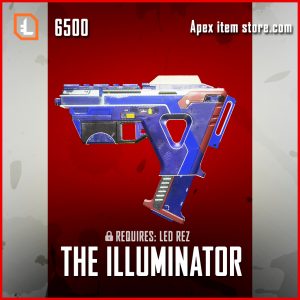 6500
Apex item store.com
REQUIRES: LED REZ
THE ILLUMINATOR